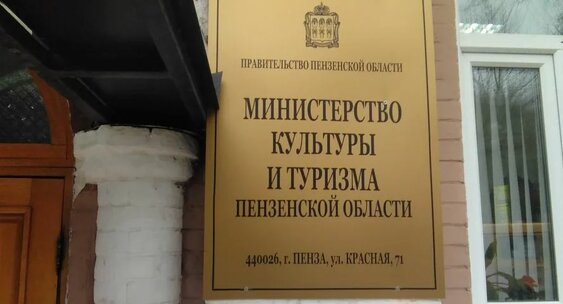 ПРАВИТЕЛЬСТВО ПЕНЗЕНСКОЙ ОБЛАСТИ
МИНИСТЕРСТВО
КУЛЬТУРЫ
И ТУРИЗМА
ПЕНЗЕНСКОЙ ОБЛАСТИ
440026, г. ПЕНЗА, ул. КРАСНАЯ, 71